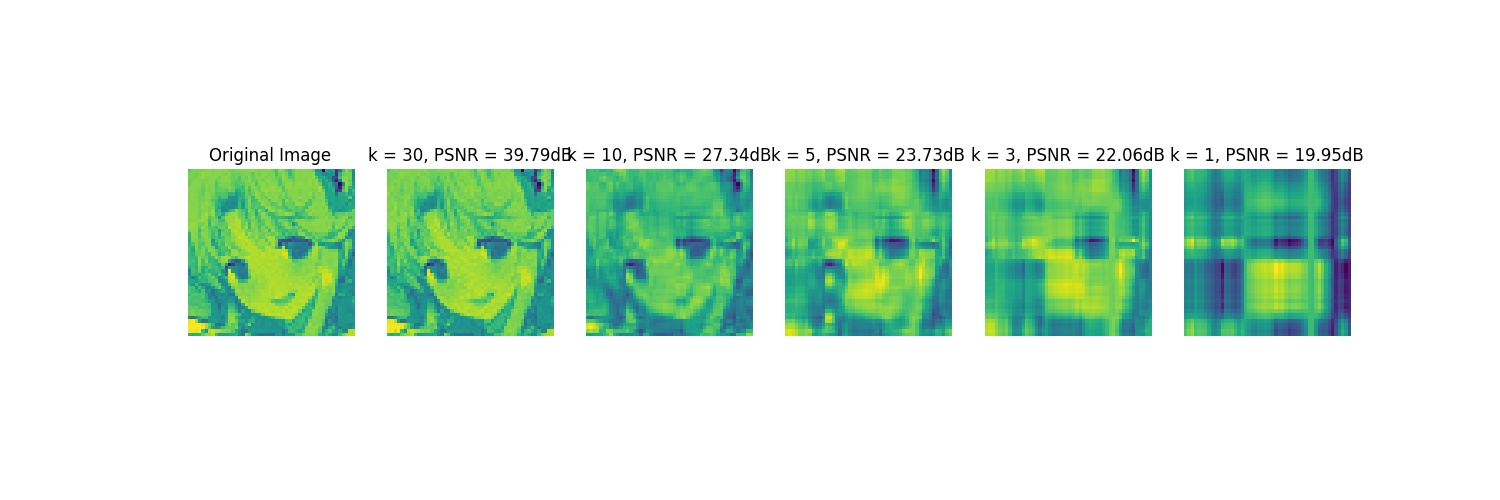 Original Image
k = 30, PSNR = 39.79dB
k = 10, PSNR = 27.34dB
k = 5, PSNR = 23.73dB
k = 3, PSNR = 22.06dB
k = 1, PSNR = 19.95dB